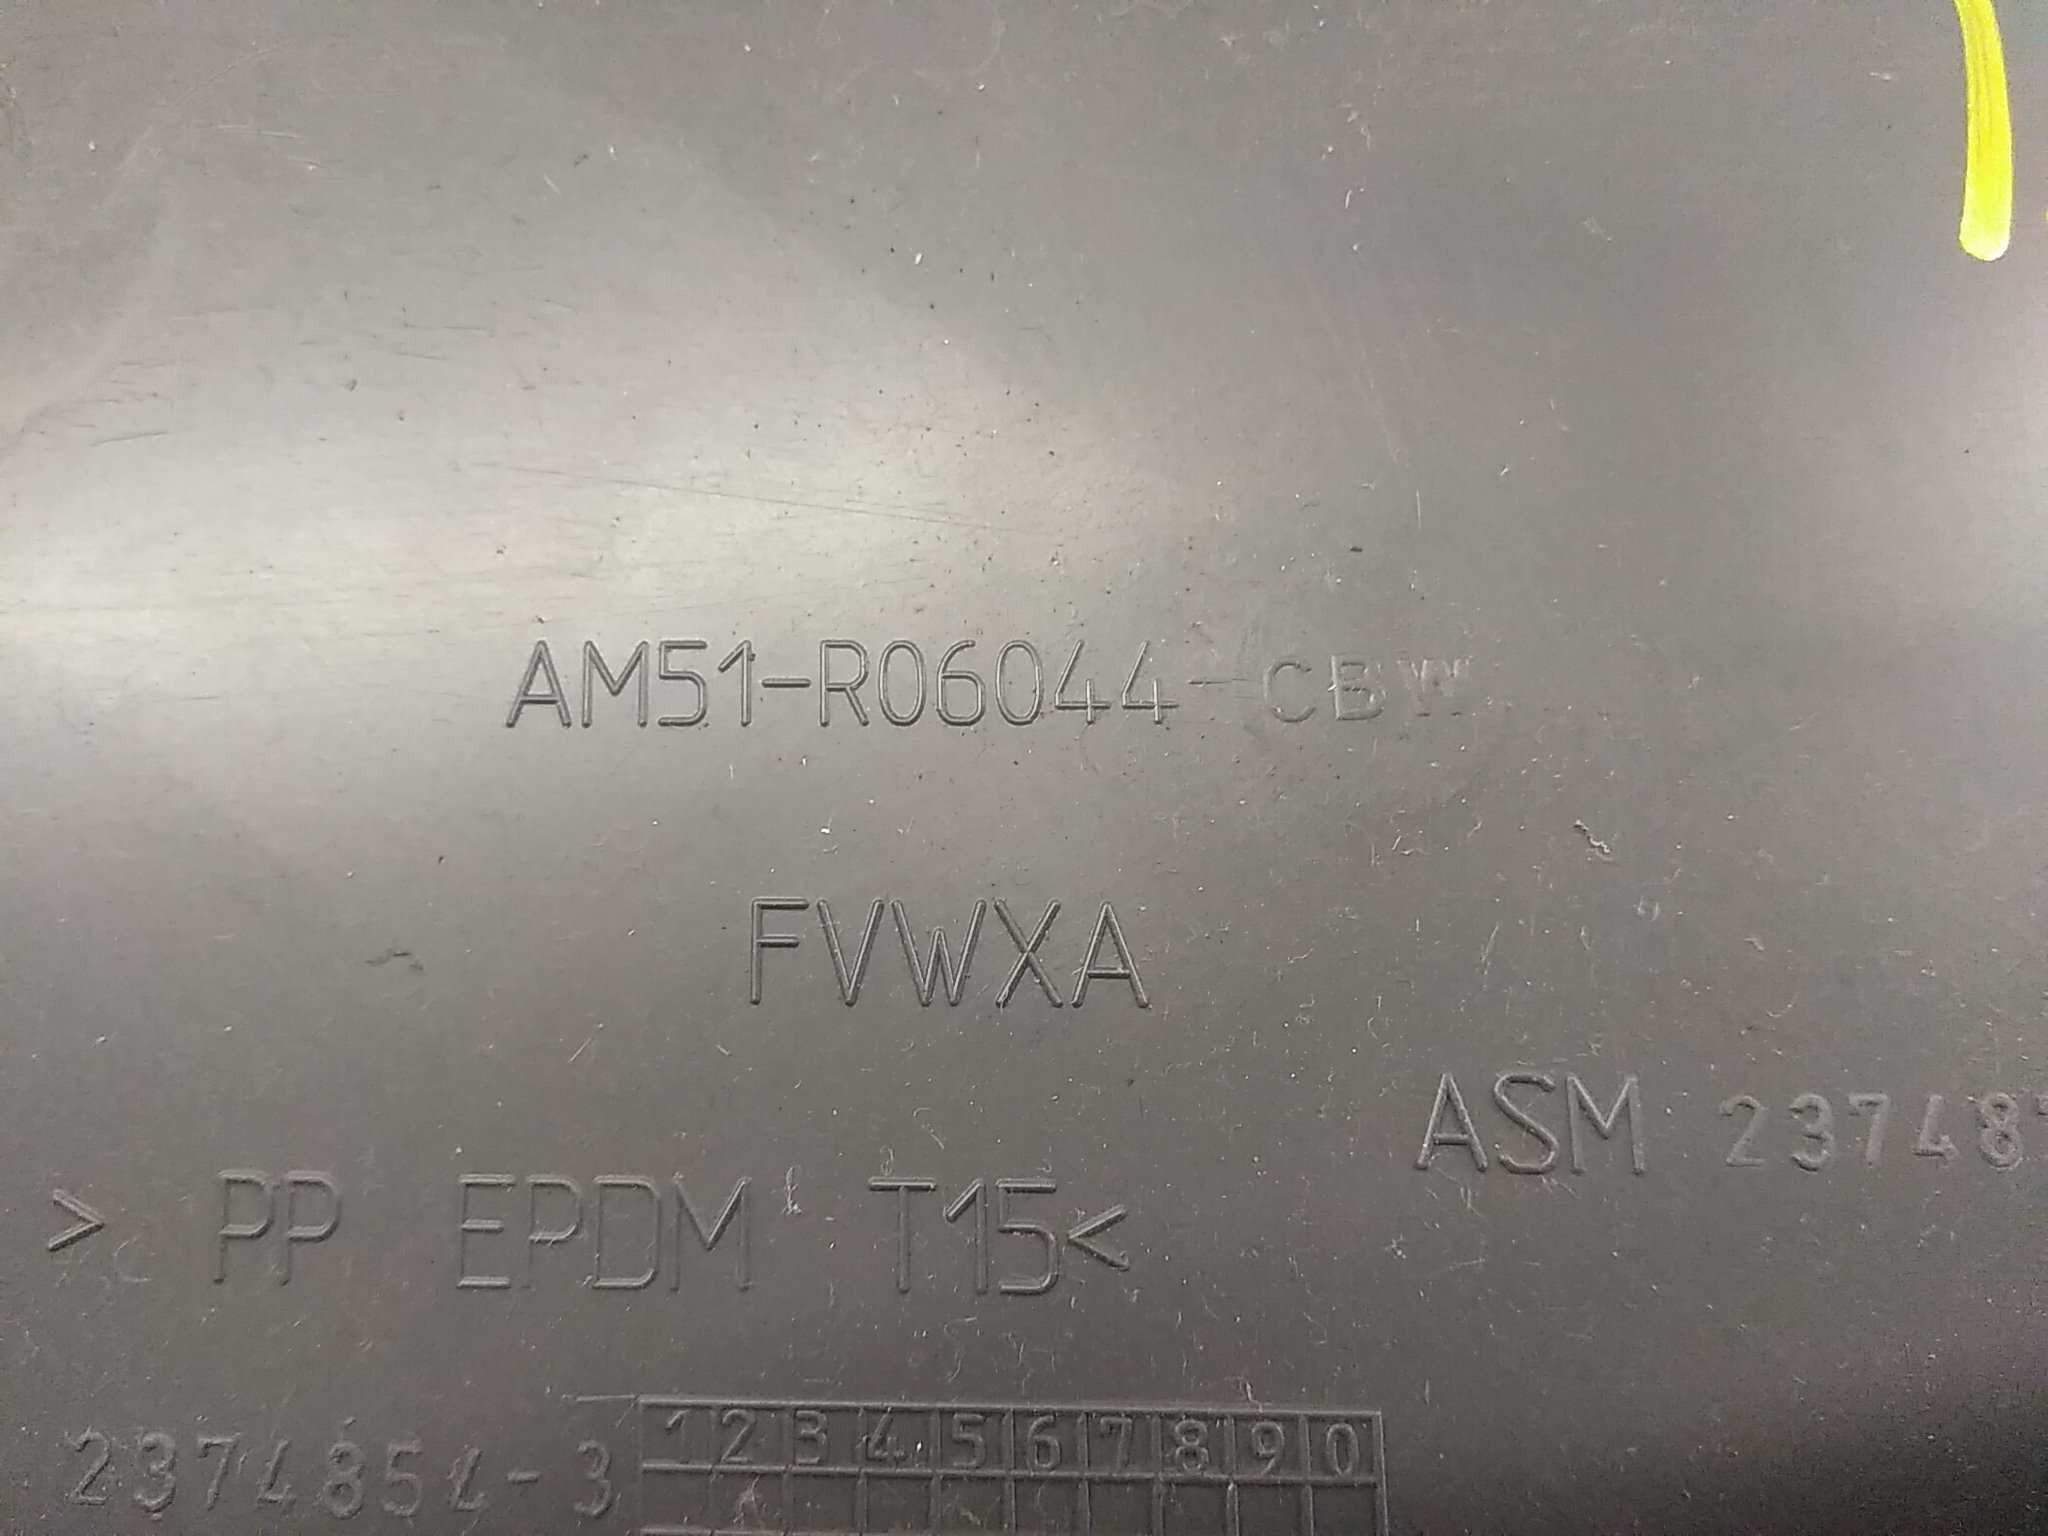 AM51-R06044-CBW
FVWXA
ASM 23748
> PP EPDM T15<
2374854-3
1 2 3 4 5 6 7 8 9 0